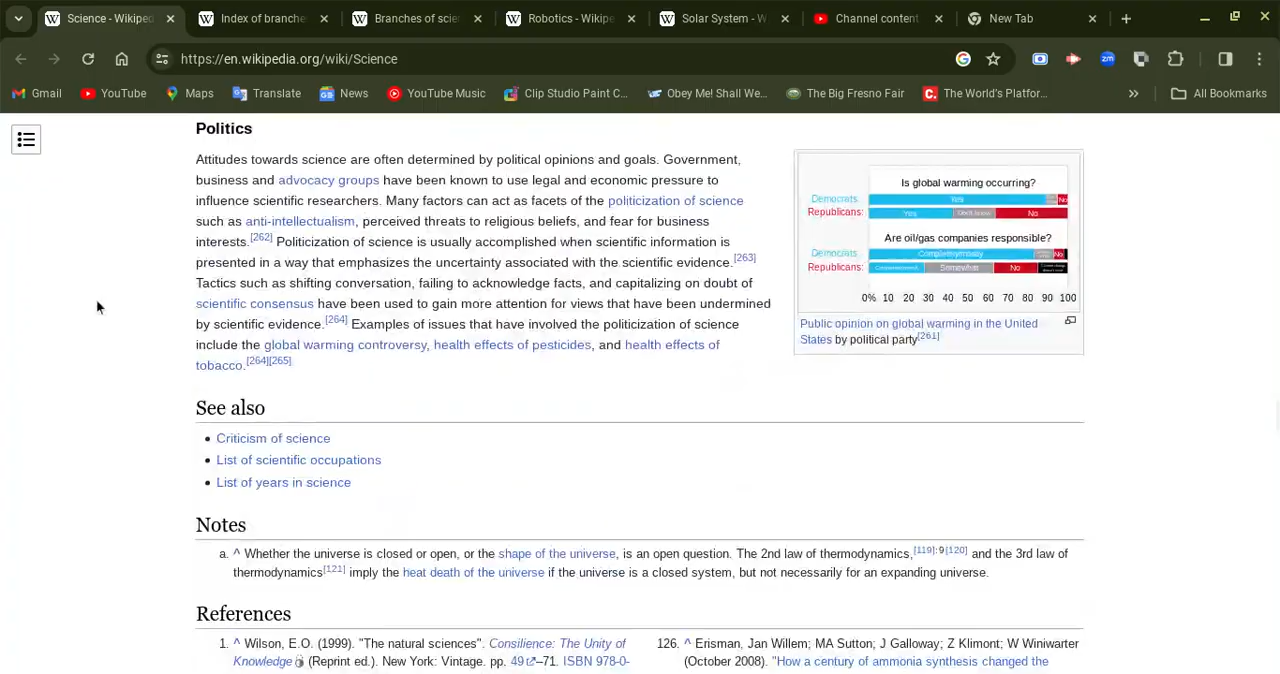 Science - Wikiped
Index of branche
Branches of scie
Robotics - Wikipe
Solar System - W
Channel content
New Tab
https://en.wikipedia.org/wiki/Science
Gmail
YouTube
Maps
Translate
News
YouTube Music
Clip Studio Paint C...
Obey Me! Shall We...
The Big Fresno Fair
The World's Platfor...
»
All Bookmarks
Politics
Attitudes towards science are often determined by political opinions and goals. Government,
business and advocacy groups have been known to use legal and economic pressure to
influence scientific researchers. Many factors can act as facets of the politicization of science
such as anti-intellectualism, perceived threats to religious beliefs, and fear for business
interests.[262] Politicization of science is usually accomplished when scientific information is
presented in a way that emphasizes the uncertainty associated with the scientific evidence.[263]
Tactics such as shifting conversation, failing to acknowledge facts, and capitalizing on doubt of
scientific consensus have been used to gain more attention for views that have been undermined
by scientific evidence.[264] Examples of issues that have involved the politicization of science
include the global warming controversy, health effects of pesticides, and health effects of
tobacco.[264][265]
Is global warming occurring?
Democrats
Yes
No
Republicans:
Yes
Don't know
No
Are oil/gas companies responsible?
Democrats
No
Republicans:
Somewhat
No
0% 10 20 30 40 50 60 70 80 90 100
Public opinion on global warming in the United
States by political party[261]
See also
Criticism of science
List of scientific occupations
List of years in science
Notes
a. ^ Whether the universe is closed or open, or the shape of the universe, is an open question. The 2nd law of thermodynamics,[119]: 9 [120] and the 3rd law of
thermodynamics[121] imply the heat death of the universe if the universe is a closed system, but not necessarily for an expanding universe.
References
1. ^ Wilson, E.O. (1999). "The natural sciences". Consilience: The Unity of
Knowledge (Reprint ed.). New York: Vintage. pp. 49–71. ISBN 978-0-
126. ^ Erisman, Jan Willem; MA Sutton; J Galloway; Z Klimont; W Winiwarter
(October 2008). "How a century of ammonia synthesis changed the